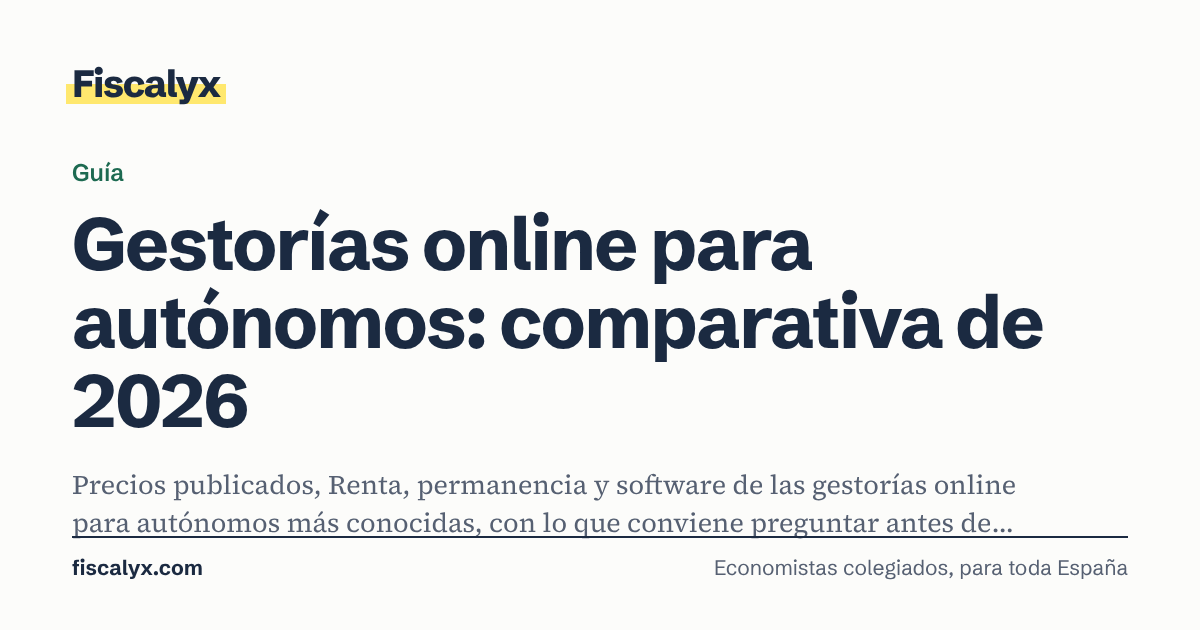 Fiscalyx
Guía
Gestorías online para
autónomos: comparativa de
2026
Precios publicados, Renta, permanencia y software de las gestorías online
para autónomos más conocidas, con lo que conviene preguntar antes de...
fiscalyx.com
Economistas colegiados, para toda España